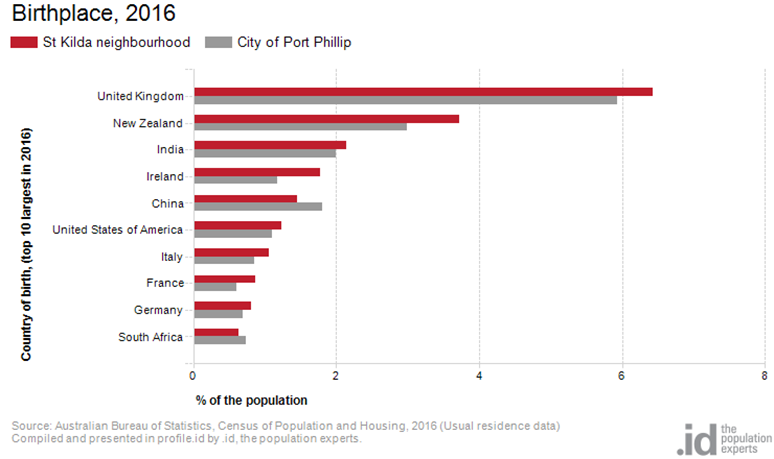 Birthplace, 2016
St Kilda neighbourhood
City of Port Phillip
Country of birth, (top 10 largest in 2016)
United Kingdom
New Zealand
India
Ireland
China
United States of America
Italy
France
Germany
South Africa
0 2 4 6 8
% of the population
Source: Australian Bureau of Statistics, Census of Population and Housing, 2016 (Usual residence data)
Compiled and presented in profile.id by .id, the population experts.
.id the
population
experts